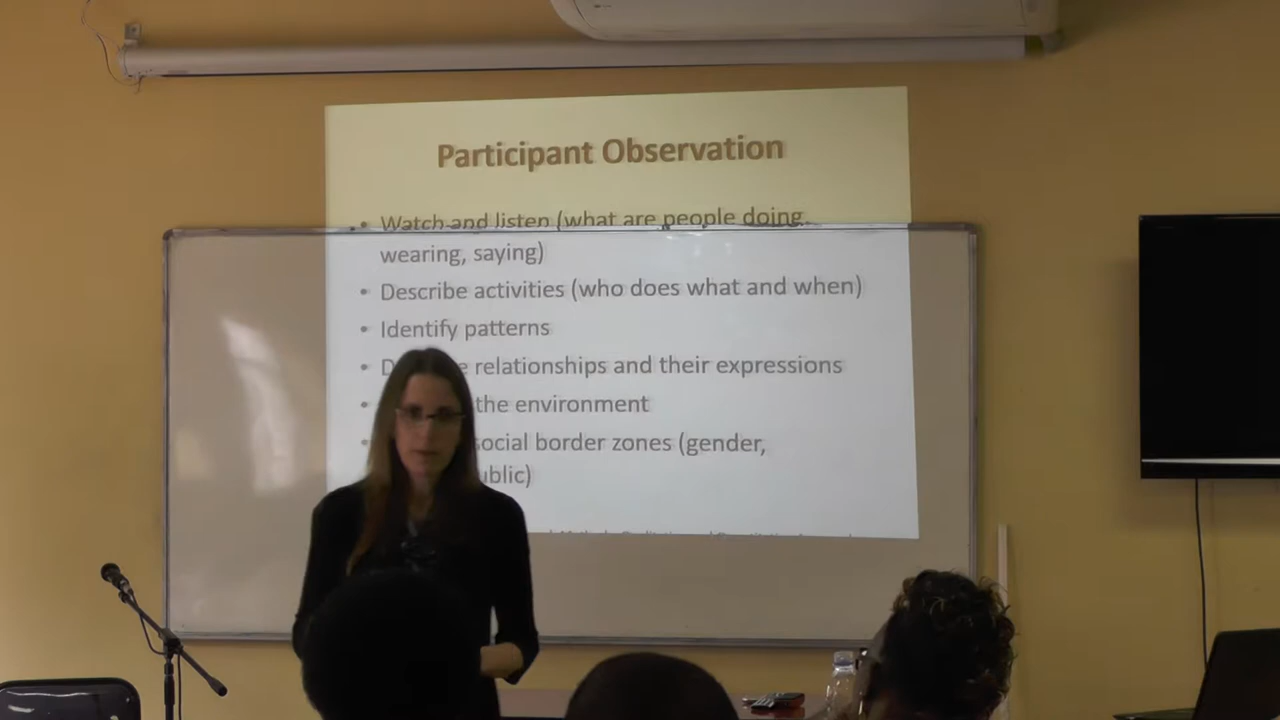 Participant Observation
• Watch and listen (what are people doing,
wearing, saying)
• Describe activities (who does what and when)
• Identify patterns
• relationships and their expressions
• the environment
• social border zones (gender,